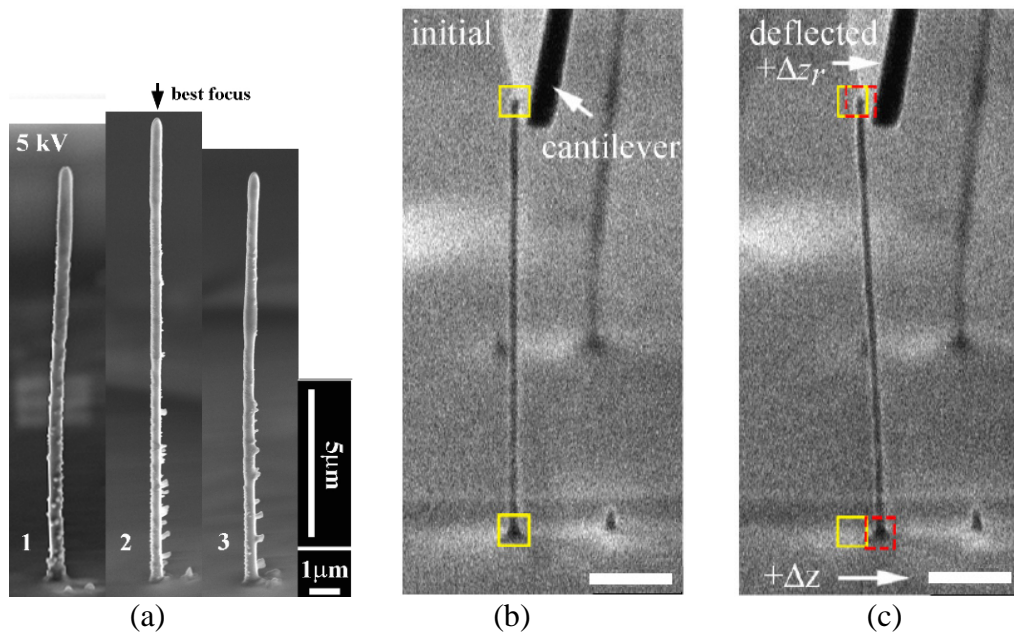 best focus
5 kV
1
2
3
5μm
1μm
(a)
initial
cantilever
(b)
deflected
+Δz_r
+Δz
(c)